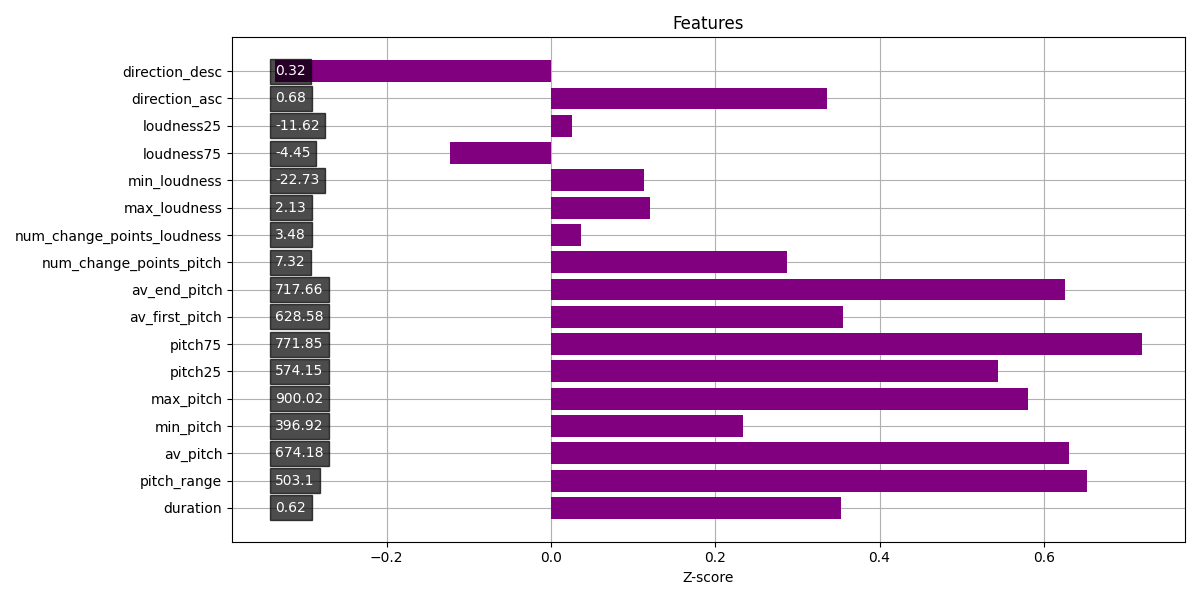 Features
direction_desc 0.32
direction_asc 0.68
loudness25 -11.62
loudness75 -4.45
min_loudness -22.73
max_loudness 2.13
num_change_points_loudness 3.48
num_change_points_pitch 7.32
av_end_pitch 717.66
av_first_pitch 628.58
pitch75 771.85
pitch25 574.15
max_pitch 900.02
min_pitch 396.92
av_pitch 674.18
pitch_range 503.1
duration 0.62
−0.2 0.0 0.2 0.4 0.6
Z-score